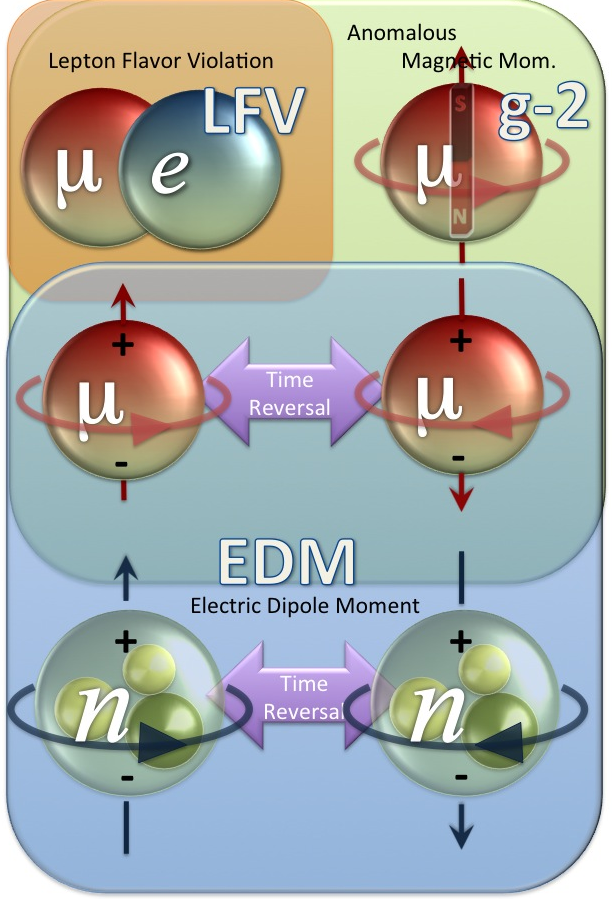 Anomalous
Lepton Flavor Violation
Magnetic Mom.
LFV
g-2
S
μ
e
μ
N
+
+
μ
Time
Reversal
μ
-
-
EDM
Electric Dipole Moment
+
+
n
Time
Reversal
n
-
-